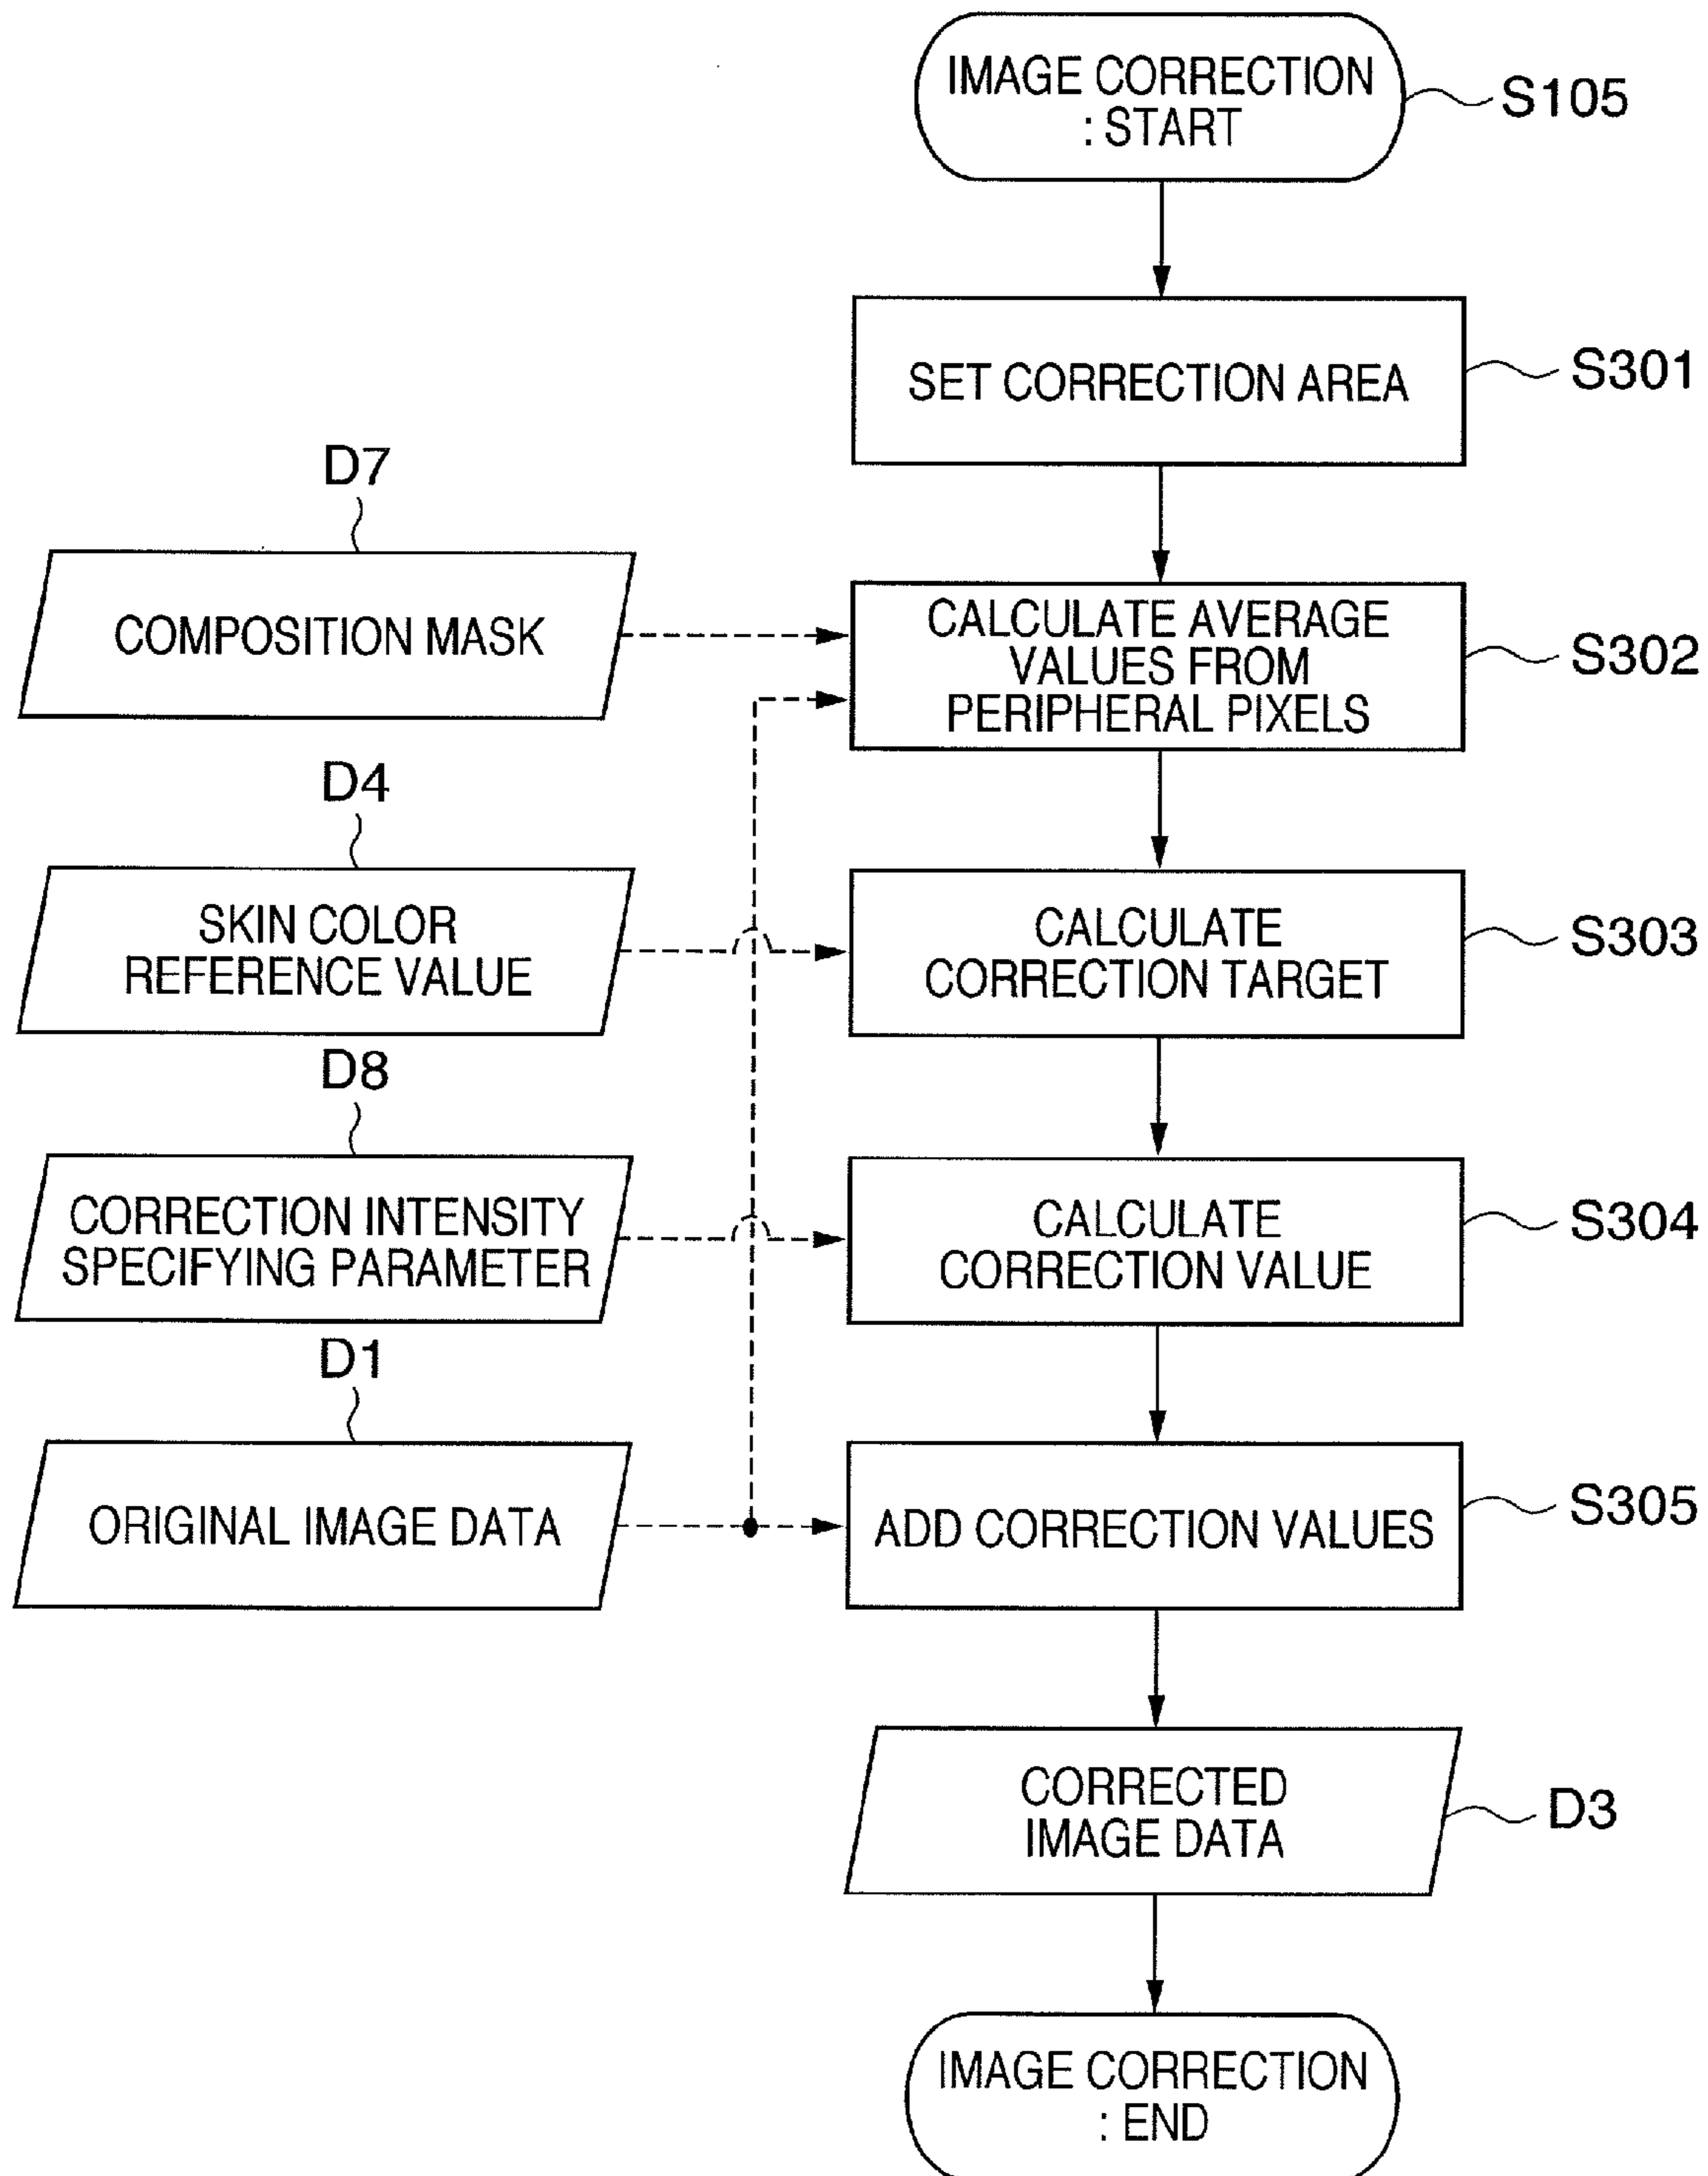 IMAGE CORRECTION
: START
S105
SET CORRECTION AREA
S301
D7
COMPOSITION MASK
CALCULATE AVERAGE
VALUES FROM
PERIPHERAL PIXELS
S302
D4
SKIN COLOR
REFERENCE VALUE
CALCULATE
CORRECTION TARGET
S303
D8
CORRECTION INTENSITY
SPECIFYING PARAMETER
CALCULATE
CORRECTION VALUE
S304
D1
ORIGINAL IMAGE DATA
ADD CORRECTION VALUES
S305
CORRECTED
IMAGE DATA
D3
IMAGE CORRECTION
: END